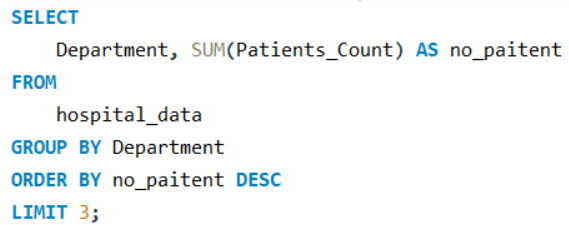 SELECT
Department, SUM(Patients_Count) AS no_paitent
FROM
hospital_data
GROUP BY Department
ORDER BY no_paitent DESC
LIMIT 3;